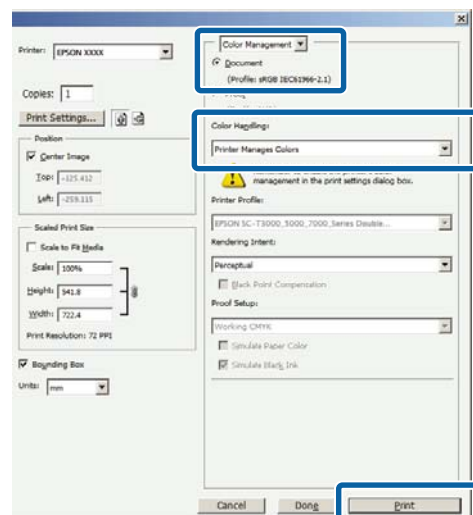 Printer: EPSON XXXX
Copies: 1
Print Settings...
Position
Center Image
Top: -125.412
Left: -259.115
Scaled Print Size
Scale to Fit Media
Scale: 100%
Height: 541.8
Width: 722.4
Print Resolution: 72 PPI
Bounding Box
Units: mm
Color Management
Document
(Profile: sRGB IEC61966-2.1)
Color Handling:
Printer Manages Colors
management in the print settings dialog box.
Printer Profile:
EPSON SC-T3000_5000_7000_Series Double...
Rendering Intent:
Perceptual
Black Point Compensation
Proof Setup:
Working CMYK
Simulate Paper Color
Simulate Black Ink
Cancel
Done
Print